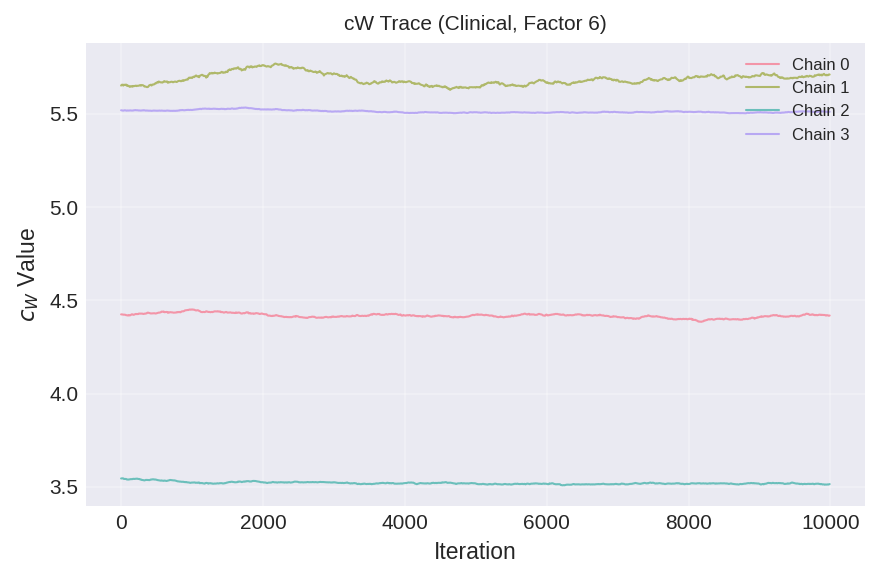 cW Trace (Clinical, Factor 6)
Chain 0
Chain 1
Chain 2
Chain 3
cW Value
5.5
5.0
4.5
4.0
3.5
0 2000 4000 6000 8000 10000
Iteration